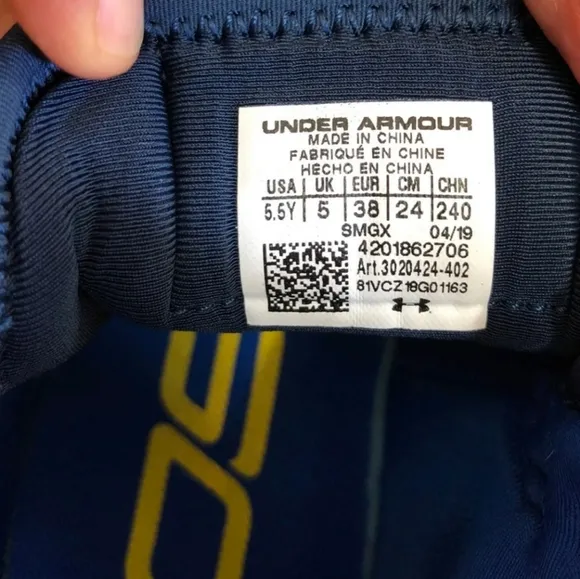 UNDER ARMOUR
MADE IN CHINA
FABRIQUÉ EN CHINE
HECHO EN CHINA
USA UK EUR CM CHN
5.5Y 5 38 24 240
SMGX 04/19
4201862706
Art.3020424-402
81VCZ18G01163